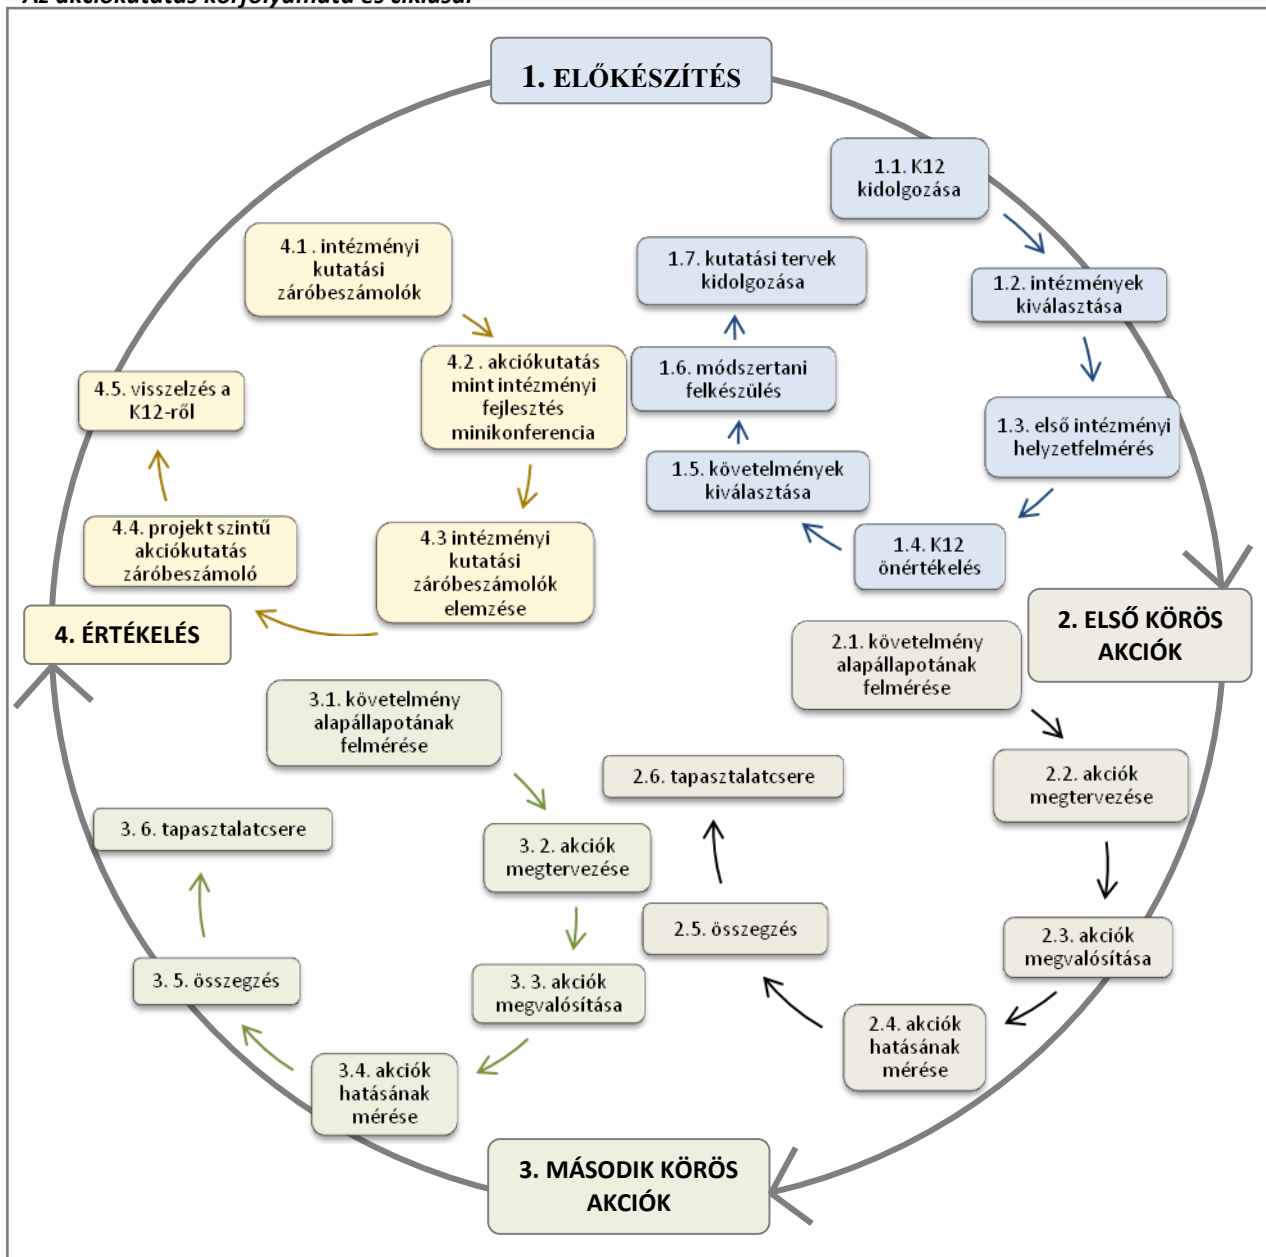 Az akciókutatás körfolyamata és ciklusai
1. ELŐKÉSZÍTÉS
1.1. K12
kidolgozása
1.2. intézmények
kiválasztása
1.3. első intézményi
helyzetfelmérés
1.4. K12
önértékelés
1.5. követelmények
kiválasztása
1.6. módszertani
felkészülés
1.7. kutatási tervek
kidolgozása
2. ELSŐ KÖRÖS
AKCIÓK
2.1. követelmény
alapállapotának
felmérése
2.2. akciók
megtervezése
2.3. akciók
megvalósítása
2.4. akciók
hatásának
mérése
2.5. összegzés
2.6. tapasztalatcsere
3. MÁSODIK KÖRÖS
AKCIÓK
3.1. követelmény
alapállapotának
felmérése
3. 2. akciók
megtervezése
3. 3. akciók
megvalósítása
3.4. akciók
hatásának
mérése
3. 5. összegzés
3. 6. tapasztalatcsere
4. ÉRTÉKELÉS
4.1 . intézményi
kutatási
záróbeszámolók
4.2 . akciókutatás
mint intézményi
fejlesztés
minikonferencia
4.3 intézményi
kutatási
záróbeszámolók
elemzése
4.4. projekt szintű
akciókutatás
záróbeszámoló
4.5. visszelzés a
K12-ről